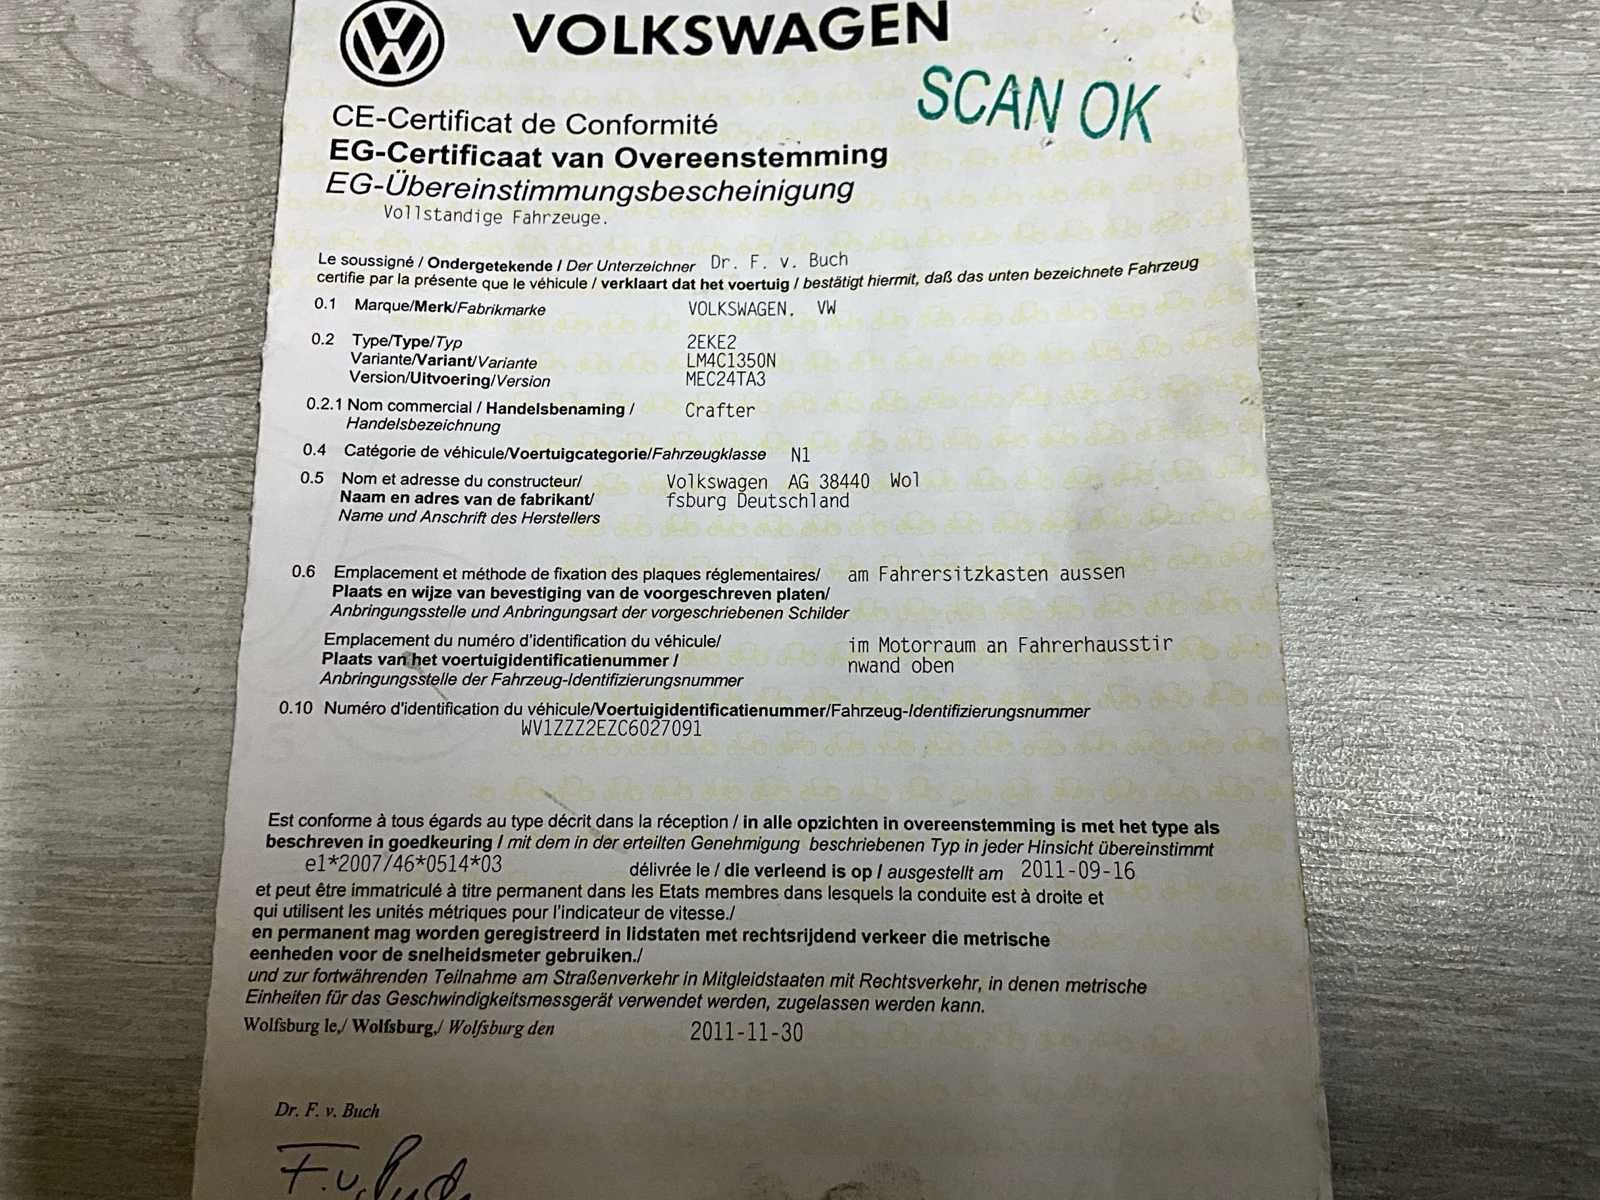 VOLKSWAGEN
SCAN OK
CE-Certificat de Conformité
EG-Certificaat van Overeenstemming
EG-Übereinstimmungsbescheinigung
Vollstandige Fahrzeuge.
Le soussigné / Ondergetekende / Der Unterzeichner Dr. F. v. Buch
certifie par la présente que le véhicule / verklaart dat het voertuig / bestätigt hiermit, daß das unten bezeichnete Fahrzeug
0.1 Marque/Merk/Fabrikmarke VOLKSWAGEN, VW
0.2 Type/Type/Typ 2EKE2
Variante/Variant/Variante LM4C1350N
Version/Uitvoering/Version MEC24TA3
0.2.1 Nom commercial / Handelsbenaming / Crafter
Handelsbezeichnung
0.4 Catégorie de véhicule/Voertuigcategorie/Fahrzeugklasse N1
0.5 Nom et adresse du constructeur/ Volkswagen AG 38440 Wol
Naam en adres van de fabrikant/ fsburg Deutschland
Name und Anschrift des Herstellers
0.6 Emplacement et méthode de fixation des plaques réglementaires/ am Fahrersitzkasten aussen
Plaats en wijze van bevestiging van de voorgeschreven platen/
Anbringungsstelle und Anbringungsart der vorgeschriebenen Schilder
Emplacement du numéro d'identification du véhicule/ im Motorraum an Fahrerhausstir
Plaats van het voertuigidentificatienummer / nwand oben
Anbringungsstelle der Fahrzeug-Identifizierungsnummer
0.10 Numéro d'identification du véhicule/Voertuigidentificatienummer/Fahrzeug-Identifizierungsnummer
WV1ZZZ2EZC6027091
Est conforme à tous égards au type décrit dans la réception / in alle opzichten in overeenstemming is met het type als
beschreven in goedkeuring / mit dem in der erteilten Genehmigung beschriebenen Typ in jeder Hinsicht übereinstimmt
e1*2007/46*0514*03 délivrée le / die verleend is op / ausgestellt am 2011-09-16
et peut être immatriculé à titre permanent dans les Etats membres dans lesquels la conduite est à droite et
qui utilisent les unités métriques pour l'indicateur de vitesse./
en permanent mag worden geregistreerd in lidstaten met rechtsrijdend verkeer die metrische
eenheden voor de snelheidsmeter gebruiken./
und zur fortwährenden Teilnahme am Straßenverkehr in Mitgleidstaaten mit Rechtsverkehr, in denen metrische
Einheiten für das Geschwindigkeitsmessgerät verwendet werden, zugelassen werden kann.
Wolfsburg le,/ Wolfsburg,/ Wolfsburg den 2011-11-30
Dr. F. v. Buch
F. v. Buch